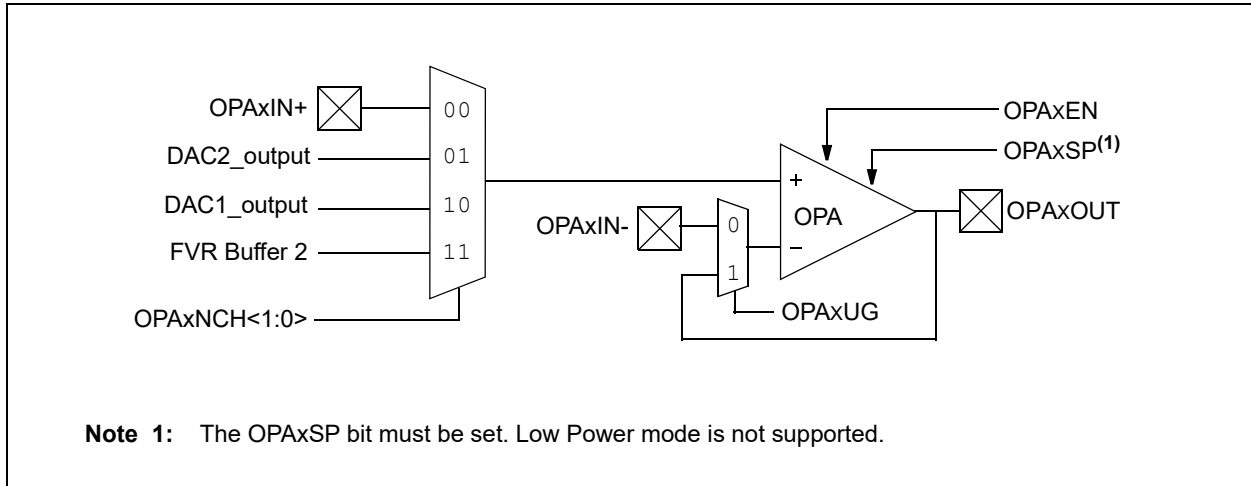 OPAxIN+
00
DAC2_output
01
DAC1_output
10
FVR Buffer 2
11
OPAxNCH<1:0>
OPAxEN
OPAxSP(1)
+
OPA
−
OPAxIN-
0
1
OPAxUG
OPAxOUT
Note 1: The OPAxSP bit must be set. Low Power mode is not supported.